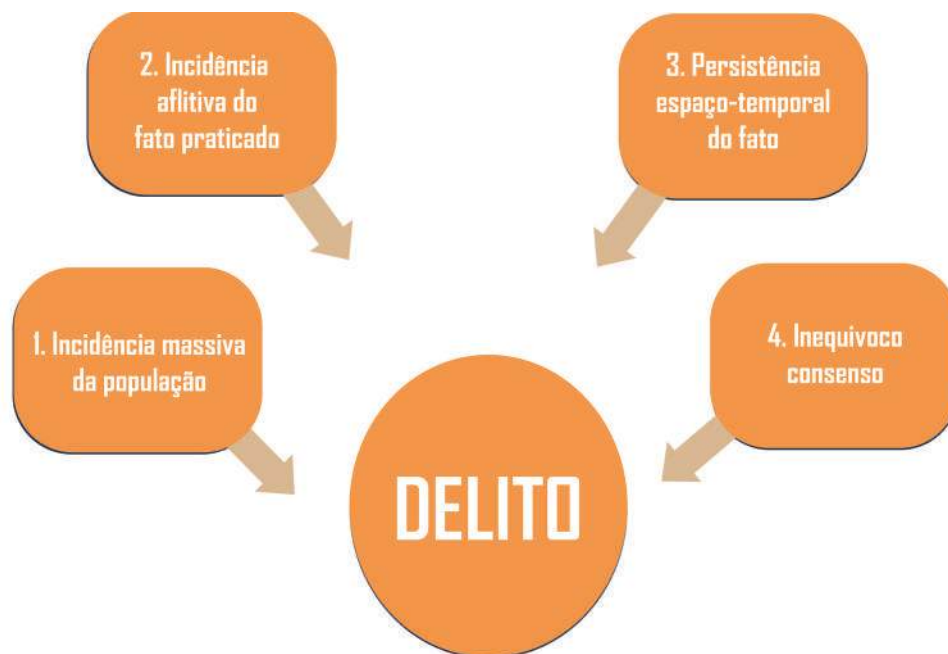 2. Incidência
aflitiva do
fato praticado
3. Persistência
espaço-temporal
do fato
1. Incidência massiva
da população
4. Inequivoco
consenso
DELITO